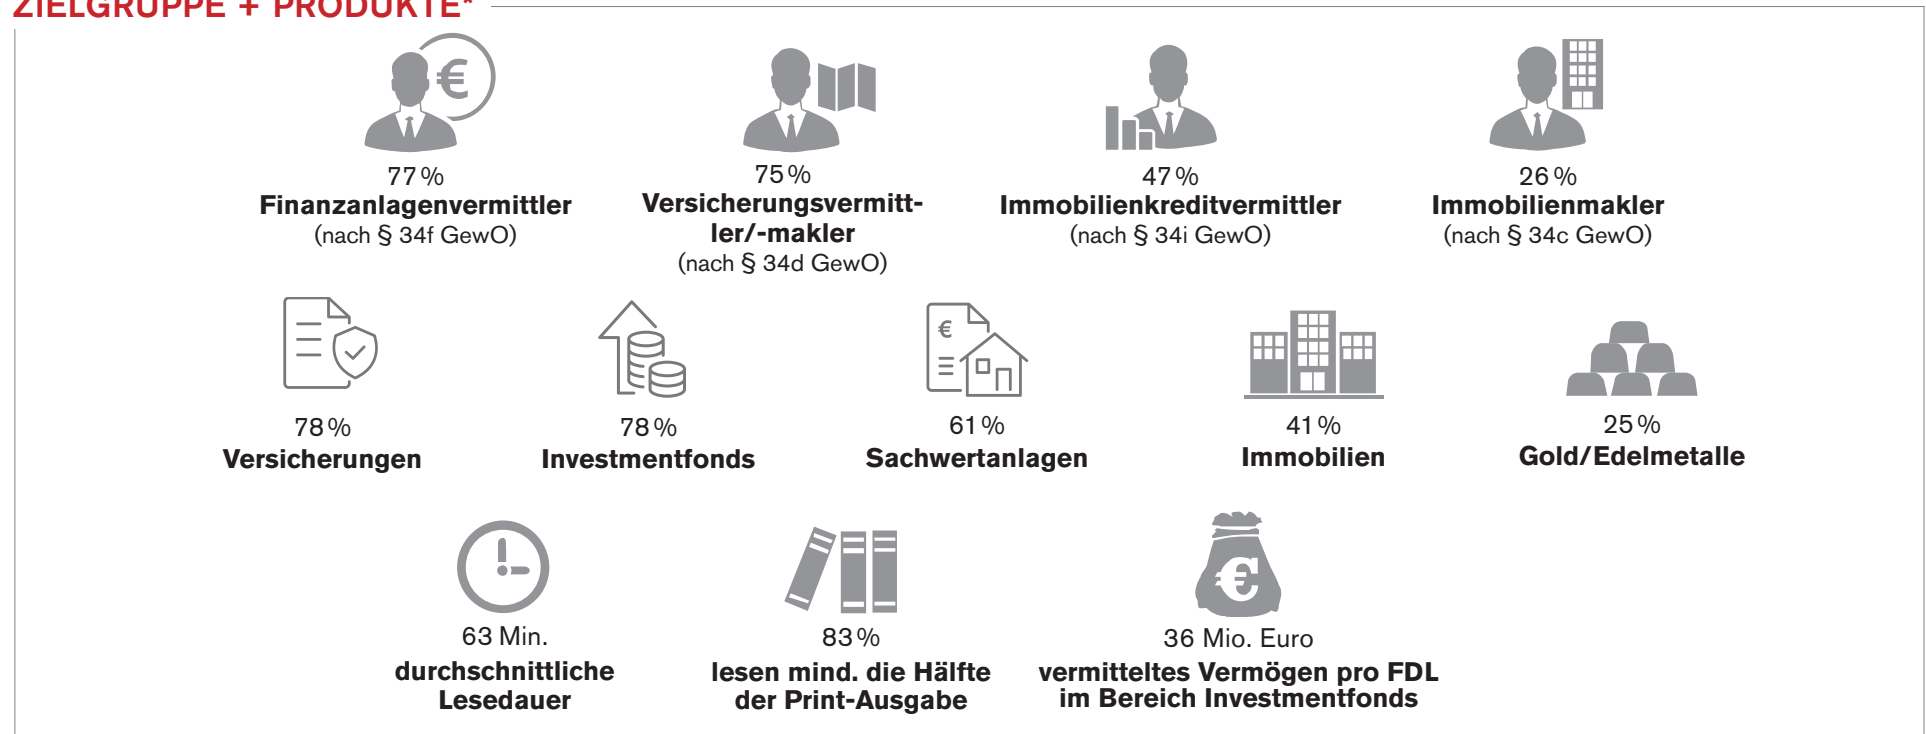 ZIELGRUPPE + PRODUKTE*
77 %
Finanzanlagenvermittler
(nach § 34f GewO)
75 %
Versicherungsvermitt-
ler/-makler
(nach § 34d GewO)
47 %
Immobilienkreditvermittler
(nach § 34i GewO)
26 %
Immobilienmakler
(nach § 34c GewO)
78 %
Versicherungen
78 %
Investmentfonds
61 %
Sachwertanlagen
41 %
Immobilien
25 %
Gold/Edelmetalle
63 Min.
durchschnittliche
Lesedauer
83 %
lesen mind. die Hälfte
der Print-Ausgabe
36 Mio. Euro
vermitteltes Vermögen pro FDL
im Bereich Investmentfonds